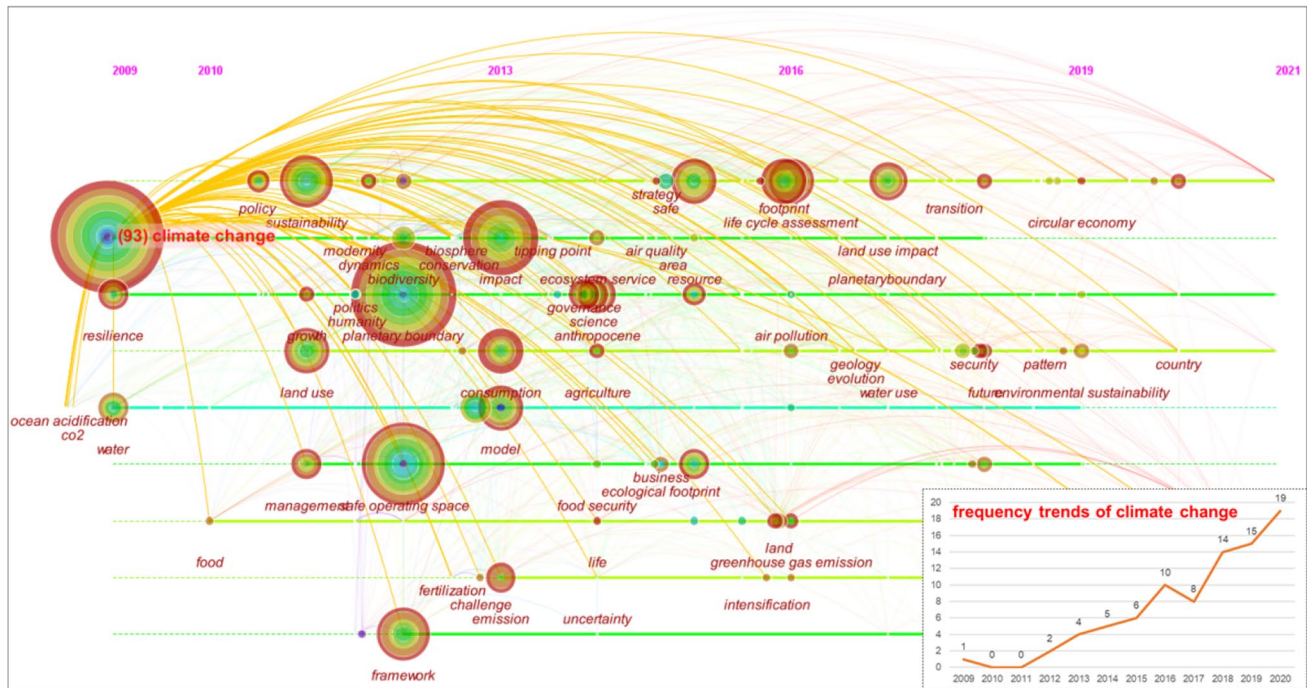 2009 2010 2013 2016 2019 2021
strategy
policy safe footprint transition
sustainability life cycle assessment circular economy
(93) climate change
modernity biosphere tipping point air quality land use impact
dynamics conservation area
biodiversity impact ecosystem service resource planetaryboundary
politics governance
humanity science
resilience growth planetary boundary anthropocene air pollution
geology security pattern country
evolution
land use consumption agriculture water use future environmental sustainability
ocean acidification
co2
water model
business
ecological footprint
management safe operating space food security
land
food life greenhouse gas emission
fertilization
challenge intensification
emission uncertainty
framework
frequency trends of climate change
20
18
16
14
12
10
8
6
4
2
0
1 0 0 2 4 5 6 10 8 14 15 19
2009 2010 2011 2012 2013 2014 2015 2016 2017 2018 2019 2020